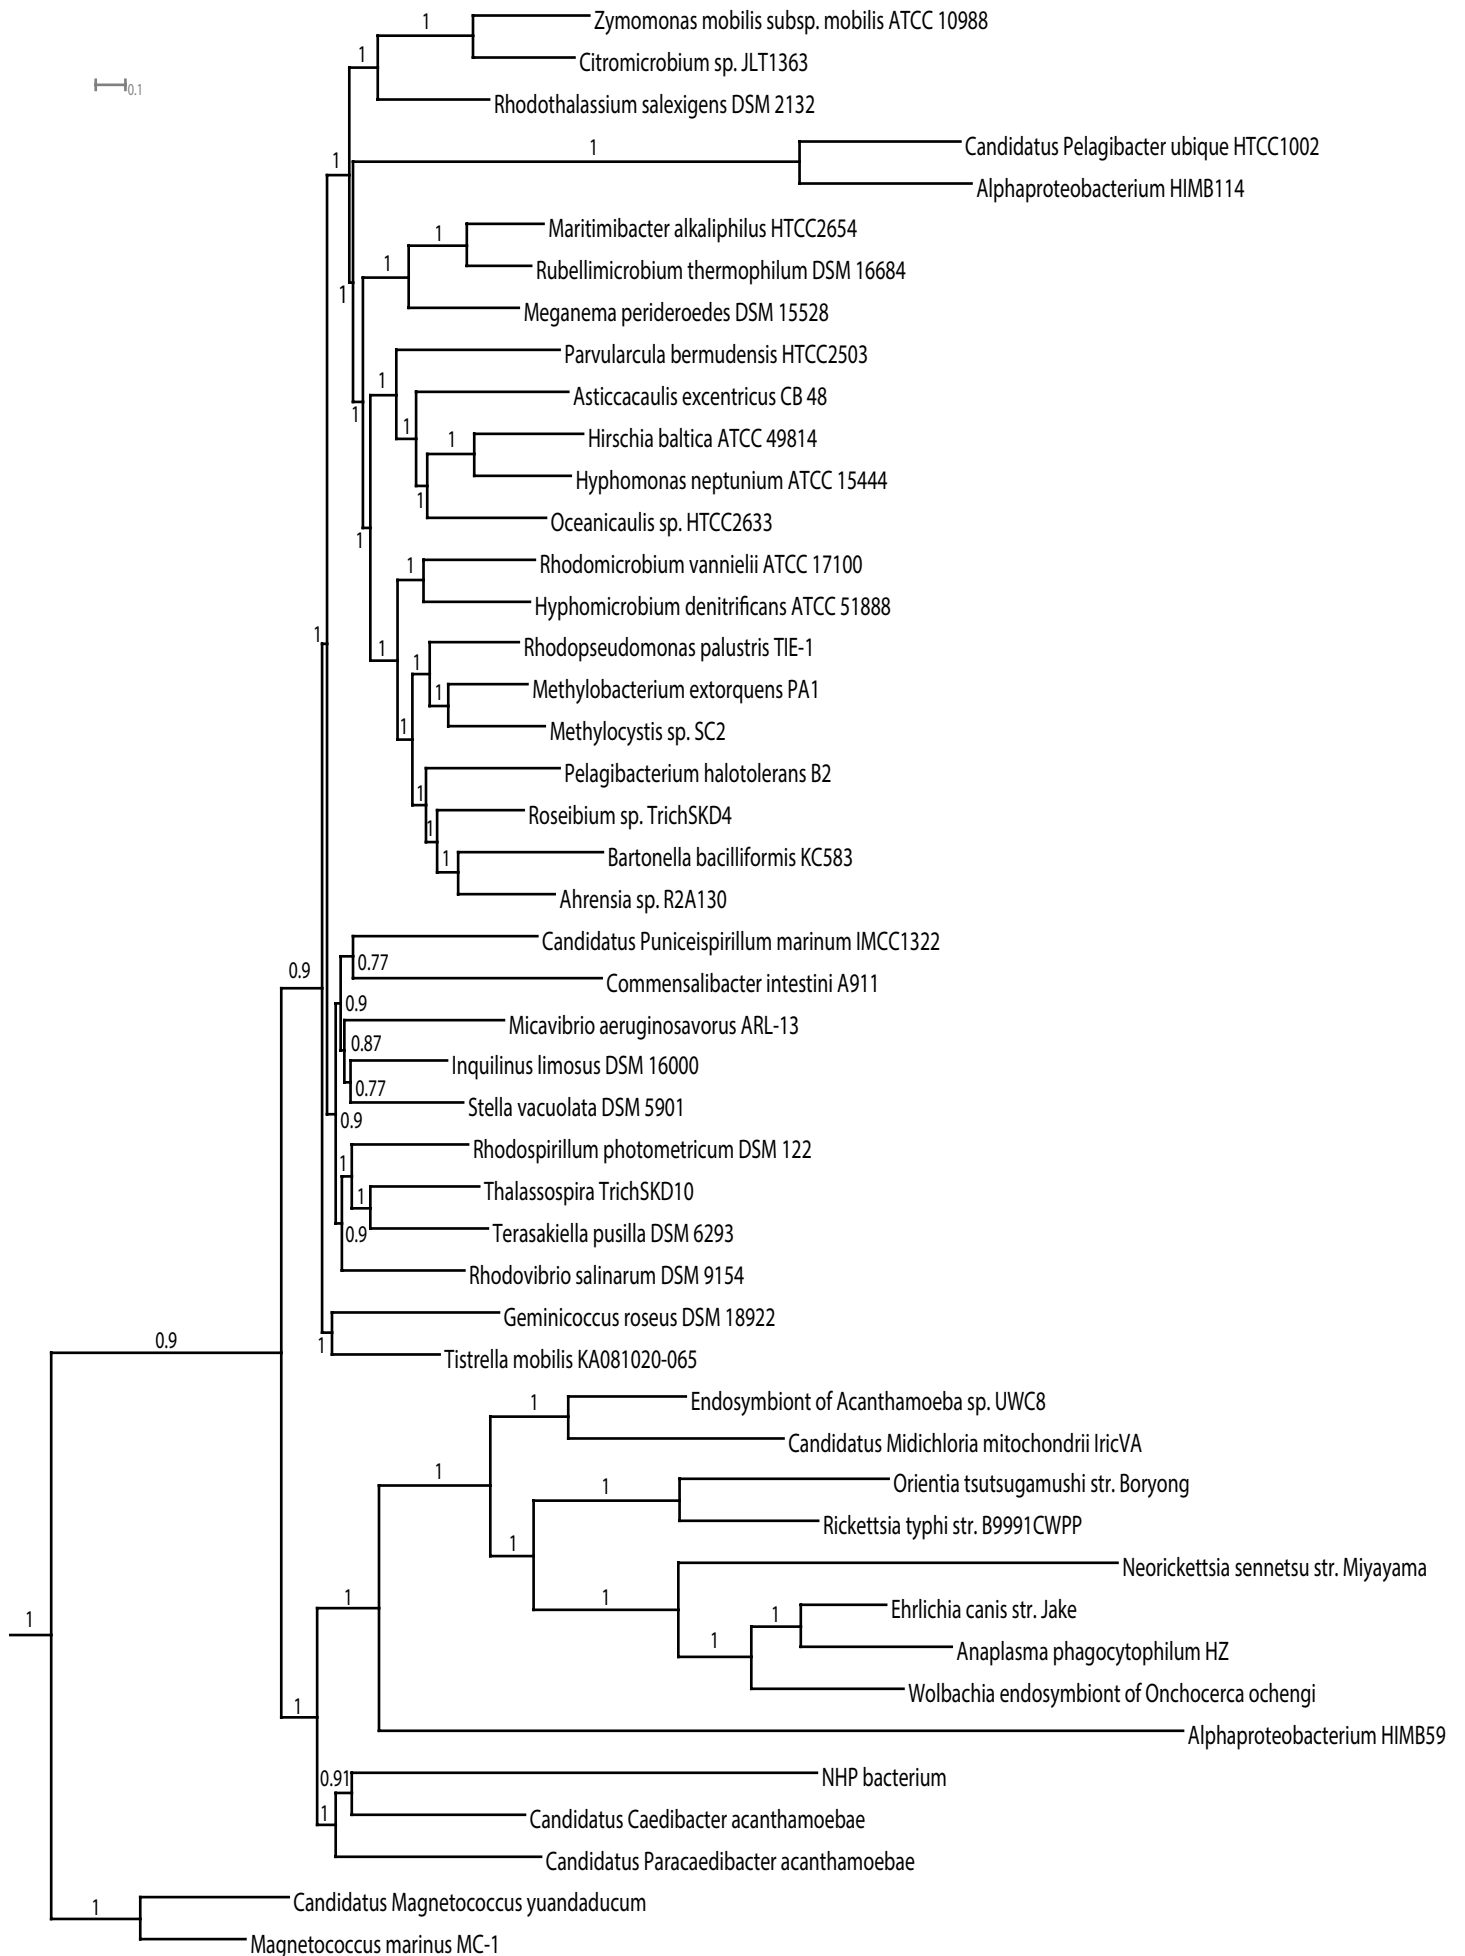 1
Zymomonas mobilis subsp. mobilis ATCC 10988
1
Citromicrobium sp. JLT1363
0.1
Rhodothalassium salexigens DSM 2132
1
Candidatus Pelagibacter ubique HTCC1002
1
Alphaproteobacterium HIMB114
Maritimibacter alkaliphilus HTCC2654
1
1
Rubellimicrobium thermophilum DSM 16684
1
Meganema perideroedes DSM 15528
Parvularcula bermudensis HTCC2503
1
Asticcacaulis excentricus CB 48
1
1
1
Hirschia baltica ATCC 49814
Hyphomonas neptunium ATCC 15444
1
Oceanicaulis sp. HTCC2633
1
1
Rhodomicrobium vannielii ATCC 17100
Hyphomicrobium denitrificans ATCC 51888
1
1
Rhodopseudomonas palustris TIE-1
1
1
Methylobacterium extorquens PA1
1
Methylocystis sp. SC2
Pelagibacterium halotolerans B2
1
Roseibium sp. TrichSKD4
1
1
Bartonella bacilliformis KC583
Ahrensia sp. R2A130
Candidatus Puniceispirillum marinum IMCC1322
0.77
0.9
Commensalibacter intestini A911
0.9
Micavibrio aeruginosavorus ARL-13
0.87
Inquilinus limosus DSM 16000
0.77
Stella vacuolata DSM 5901
0.9
Rhodospirillum photometricum DSM 122
1
1
Thalassospira TrichSKD10
0.9
Terasakiella pusilla DSM 6293
Rhodovibrio salinarum DSM 9154
Geminicoccus roseus DSM 18922
0.9
1
Tistrella mobilis KA081020-065
1
Endosymbiont of Acanthamoeba sp. UWC8
Candidatus Midichloria mitochondrii IricVA
1
1
Orientia tsutsugamushi str. Boryong
Rickettsia typhi str. B9991CWPP
1
Neorickettsia sennetsu str. Miyayama
1
1
1
Ehrlichia canis str. Jake
1
1
Anaplasma phagocytophilum HZ
Wolbachia endosymbiont of Onchocerca ochengi
1
Alphaproteobacterium HIMB59
0.91
NHP bacterium
1
Candidatus Caedibacter acanthamoebae
Candidatus Paracaedibacter acanthamoebae
1
Candidatus Magnetococcus yuandaducum
Magnetococcus marinus MC-1